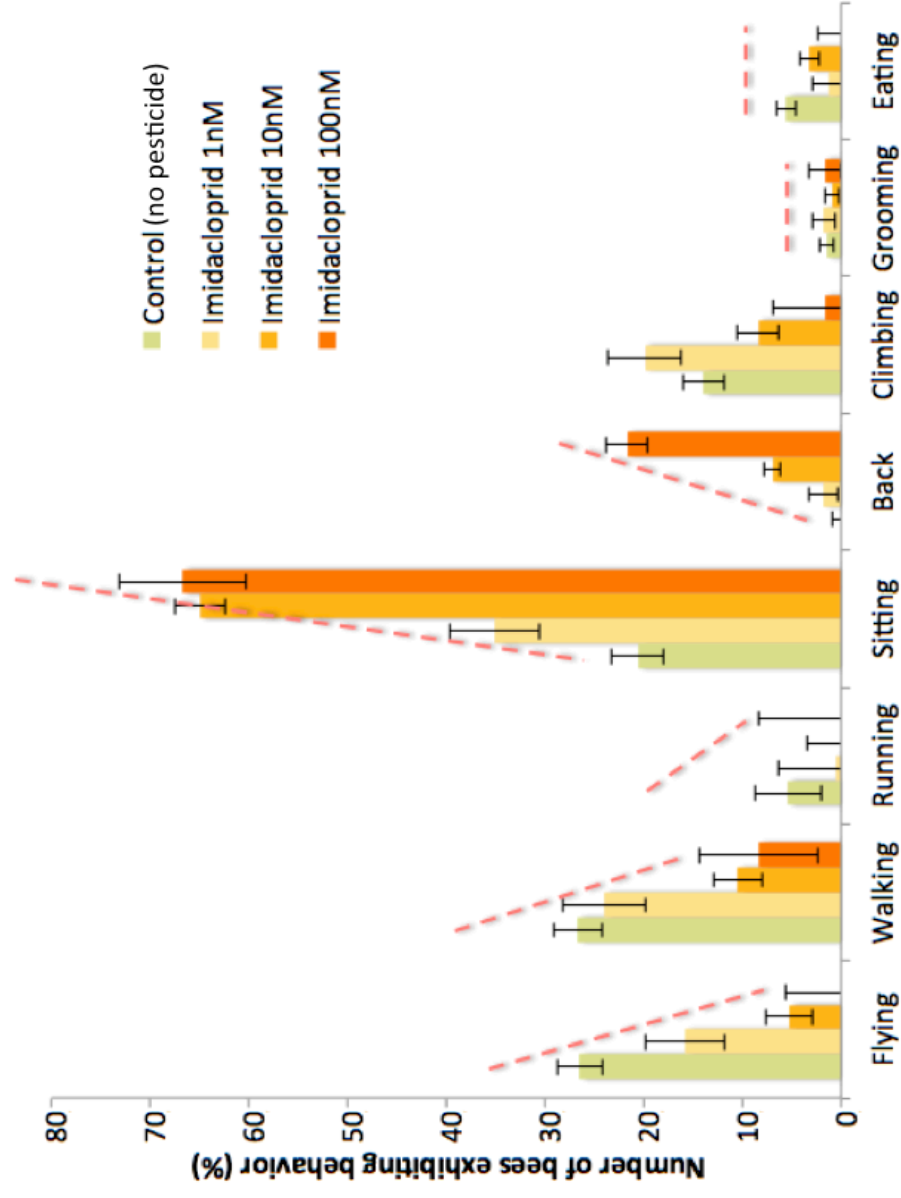 Number of bees exhibiting behavior (%)
80
70
60
50
40
30
20
10
0
Control (no pesticide)
Imidacloprid 1nM
Imidacloprid 10nM
Imidacloprid 100nM
Flying
Walking
Running
Sitting
Back
Climbing
Grooming
Eating